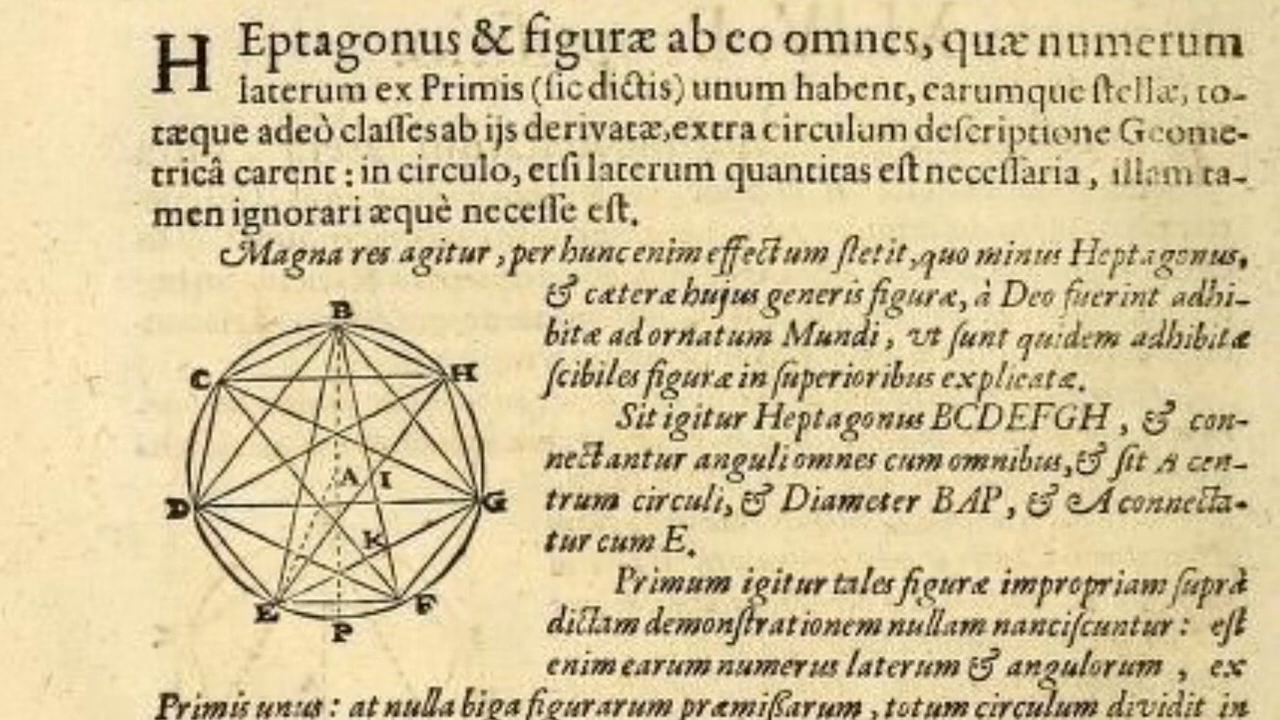 HEptagonus & figuræ ab eo omnes, quæ numerum
laterum ex Primis (ſic dictis) unum habent, earumque ſtellæ, to-
tæque adeò claſſes ab ijs derivatæ, extra circulum deſcriptione Geome-
tricâ carent : in circulo, etſi laterum quantitas eſt neceſſaria , illam ta-
men ignorari æquè neceſſe eſt.
Magna res agitur , per hunc enim effectum ſtetit , quo minus Heptagonus,
& cæteræ hujus generis figuræ, à Deo fuerint adhi-
bitæ ad ornatum Mundi , ut ſunt quidem adhibitæ
ſcibiles figuræ in ſuperioribus explicatæ.
Sit igitur Heptagonus BCDEFGH , & con-
nectantur anguli omnes cum omnibus, & ſit A cen-
trum circuli, & Diameter BAP , & A connecta-
tur cum E.
Primum igitur tales figuræ impropriam ſuprà
dictam demonſtrationem nullam nanciſcuntur : eſt
enim earum numerus laterum & angulorum , ex
Primis unus : at nulla biga figurarum præmiſſarum , totum circulum dividit in
B
C
H
A
I
D
G
K
E
F
P